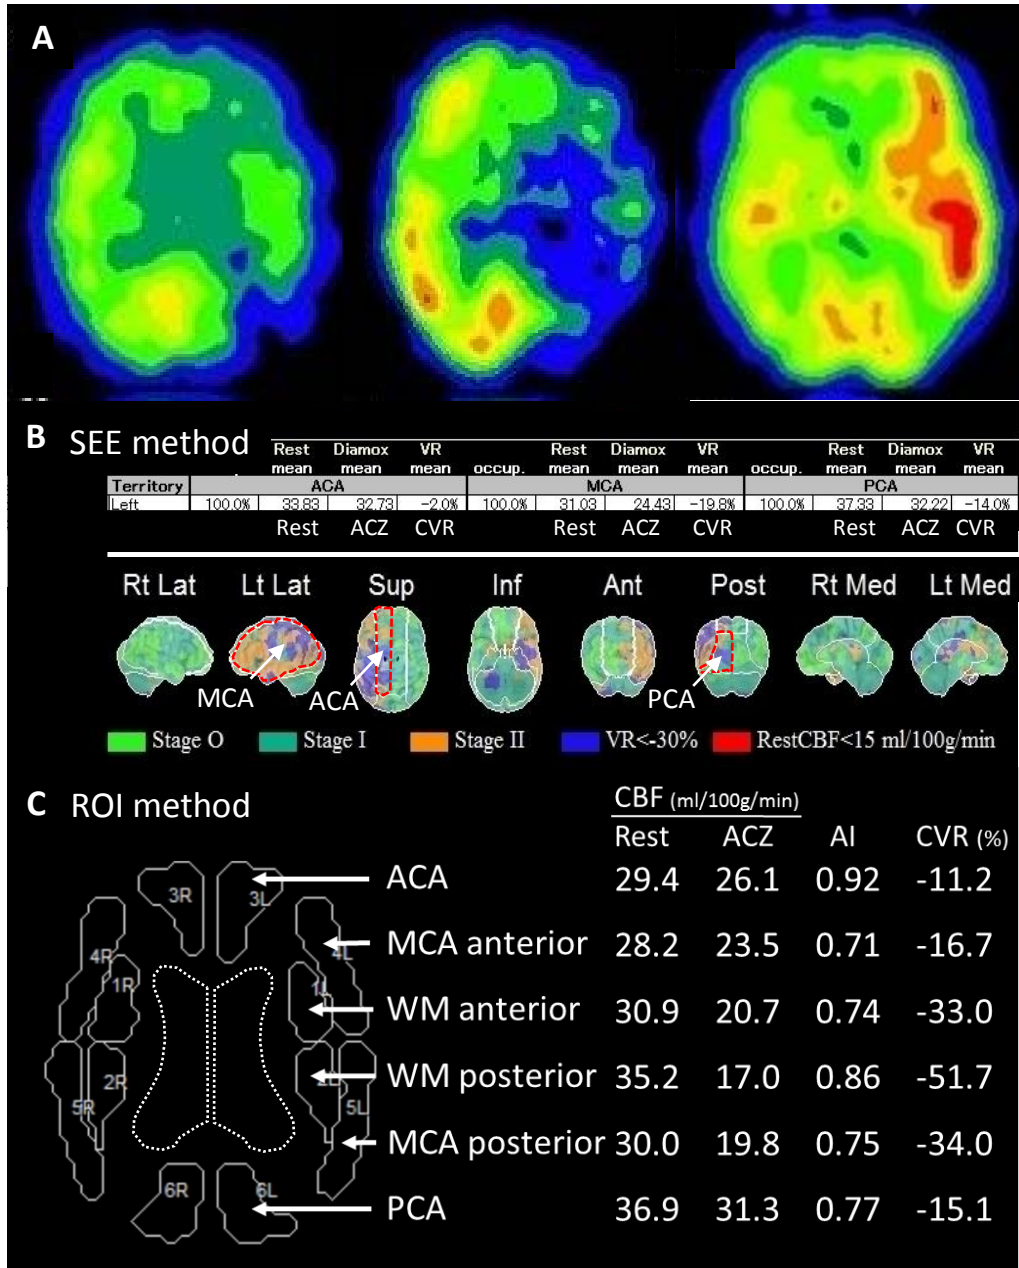 A
B SEE method
Rest Diamox VR Rest Diamox VR Rest Diamox VR
mean mean mean occup. mean mean mean occup. mean mean mean
Territory ACA MCA PCA
Left 100.0% 33.83 32.73 -2.0% 100.0% 31.03 24.43 -19.8% 100.0% 37.33 32.22 -14.0%
Rest ACZ CVR Rest ACZ CVR Rest ACZ CVR
Rt Lat Lt Lat Sup Inf Ant Post Rt Med Lt Med
MCA ACA PCA
Stage O Stage I Stage II VR<-30% RestCBF<15 ml/100g/min
C ROI method
CBF (ml/100g/min)
Rest ACZ AI CVR (%)
3R 3L ACA 29.4 26.1 0.92 -11.2
4R 4L MCA anterior 28.2 23.5 0.71 -16.7
1R 1L WM anterior 30.9 20.7 0.74 -33.0
2R WM posterior 35.2 17.0 0.86 -51.7
5R 5L MCA posterior 30.0 19.8 0.75 -34.0
6R 6L PCA 36.9 31.3 0.77 -15.1